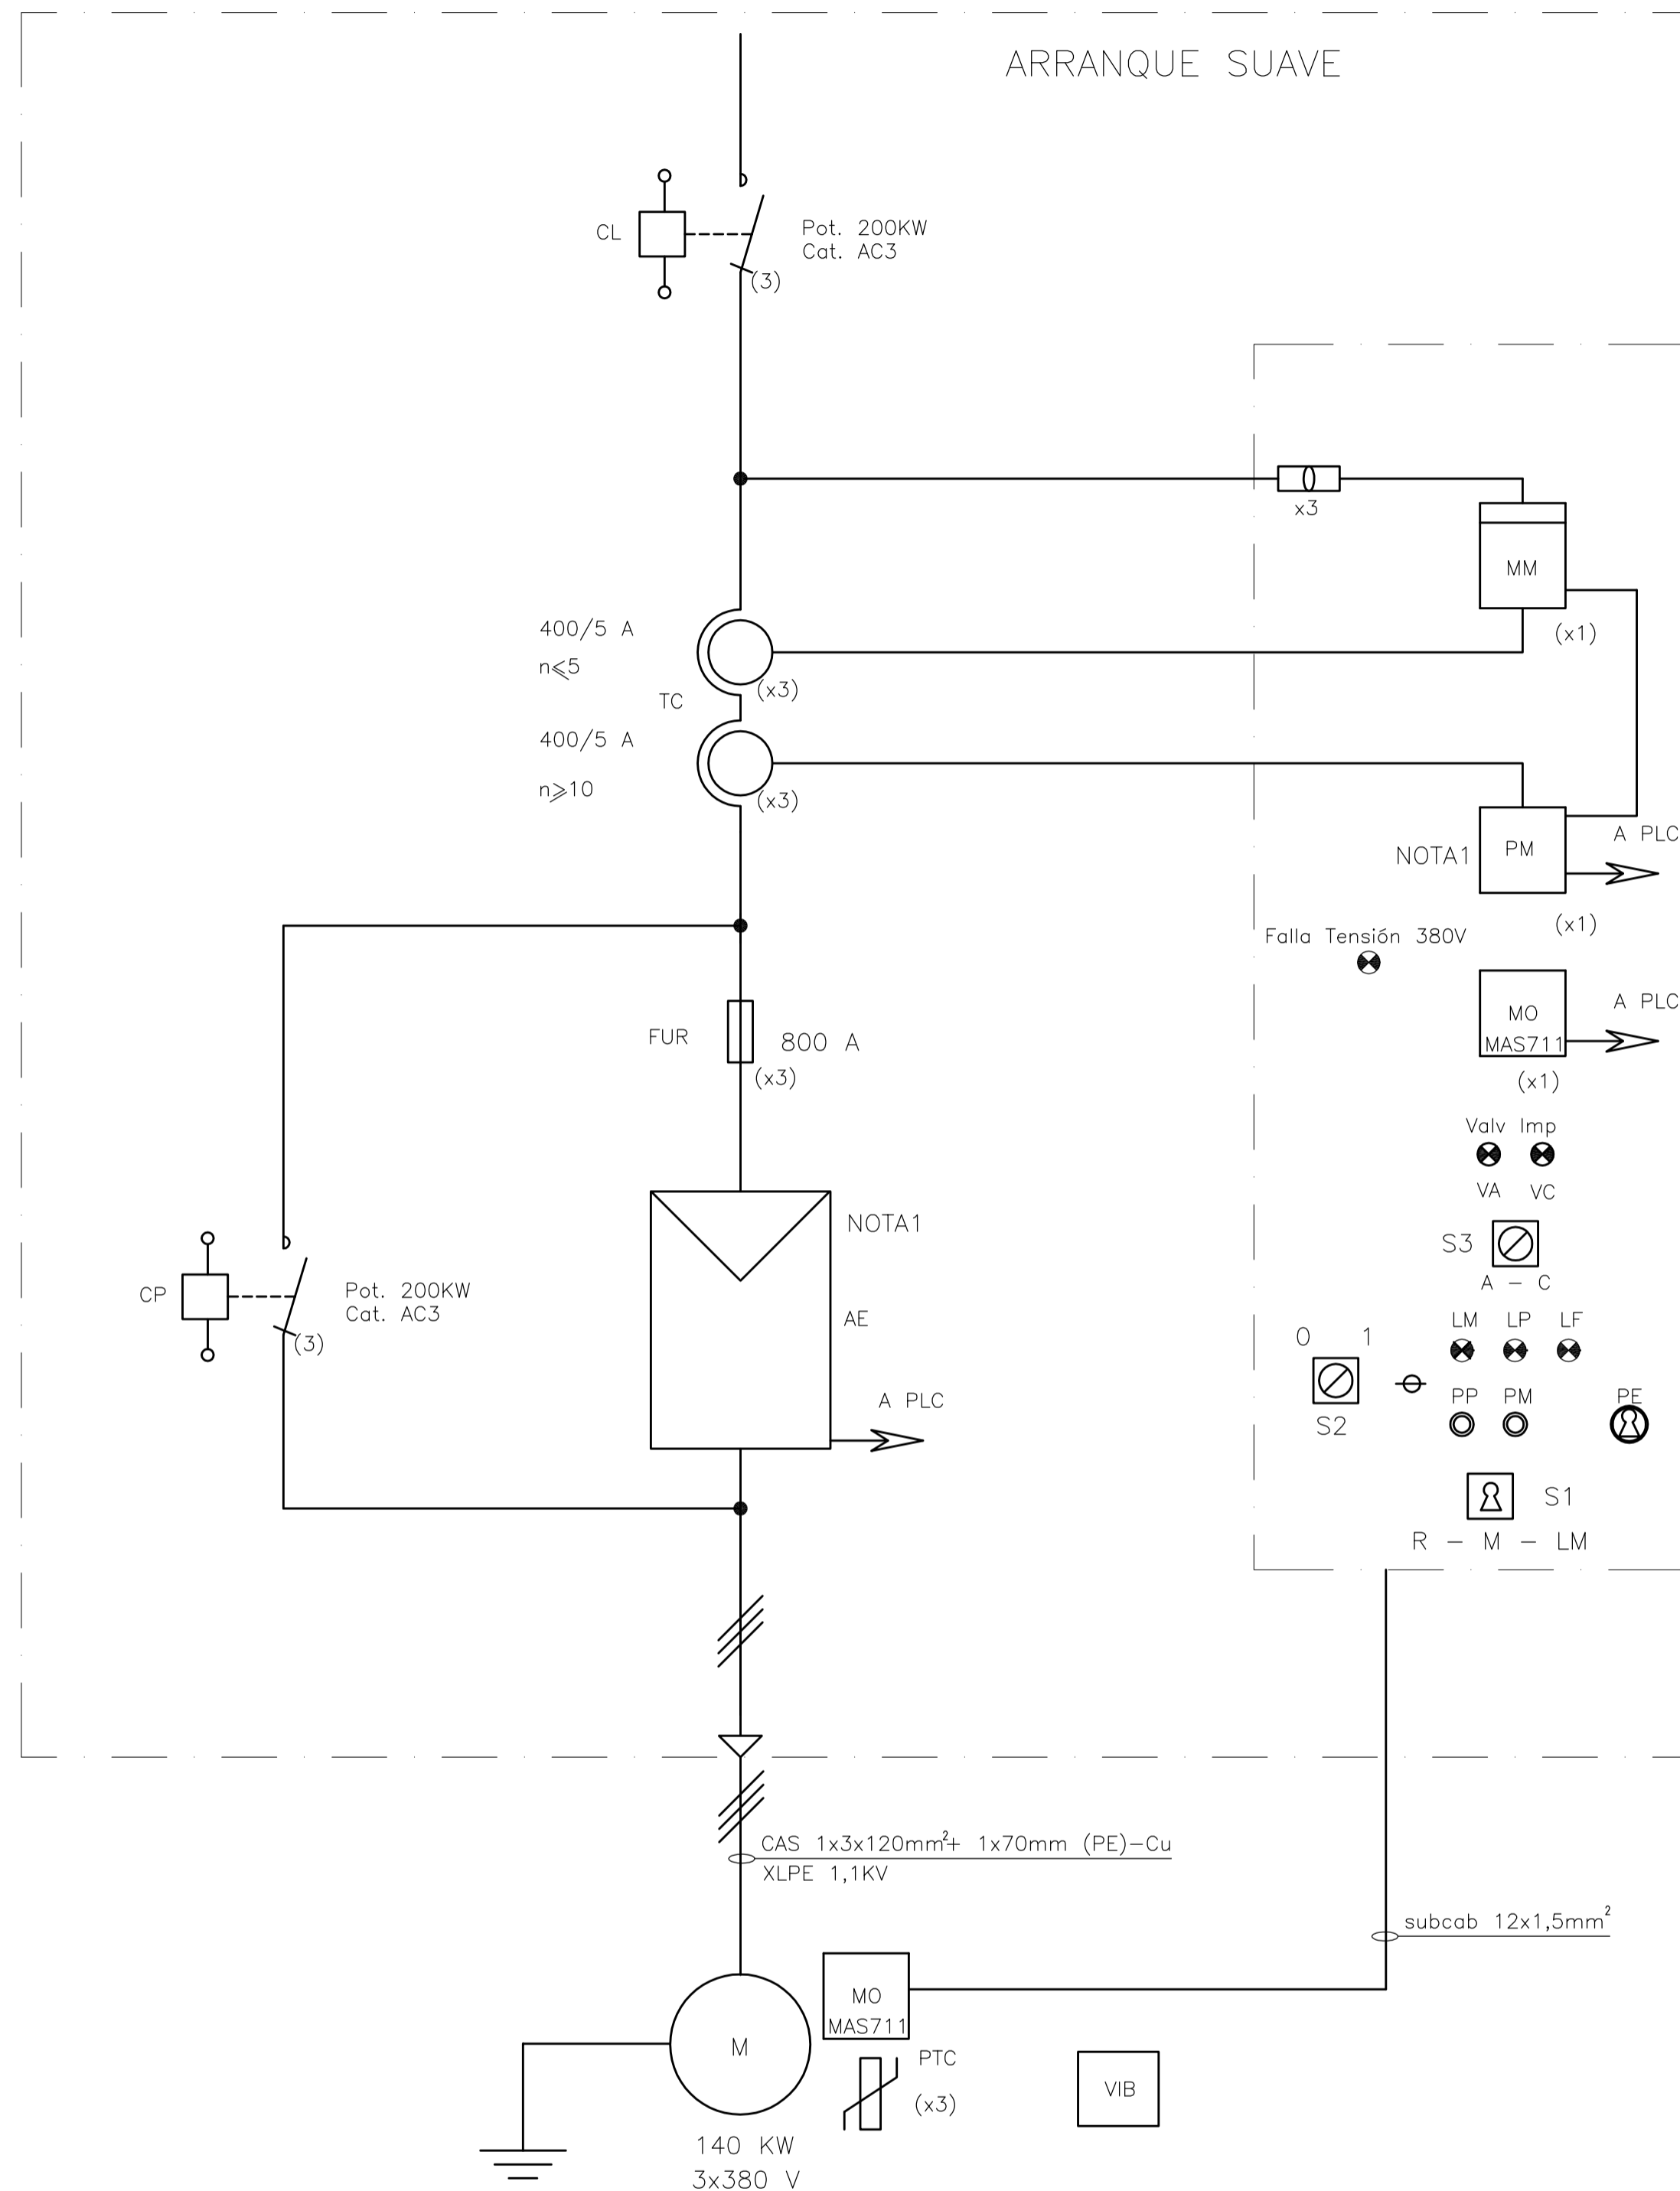 ARRANQUE SUAVE
CL
Pot. 200KW
Cat. AC3
(3)
x3
MM
(x1)
400/5 A
n≤5
(x3)
TC
400/5 A
n≥10
(x3)
NOTA1
PM
A PLC
(x1)
Falla Tensión 380V
MO
MAS711
A PLC
(x1)
FUR
800 A
(x3)
Valv Imp
VA VC
S3
A - C
NOTA1
AE
A PLC
CP
Pot. 200KW
Cat. AC3
(3)
LM LP LF
0 1
S2
PP PM PE
S1
R - M - LM
CAS 1x3x120mm²+ 1x70mm (PE)-Cu
XLPE 1,1KV
subcab 12x1,5mm²
MO
MAS711
M
PTC
(x3)
VIB
140 KW
3x380 V